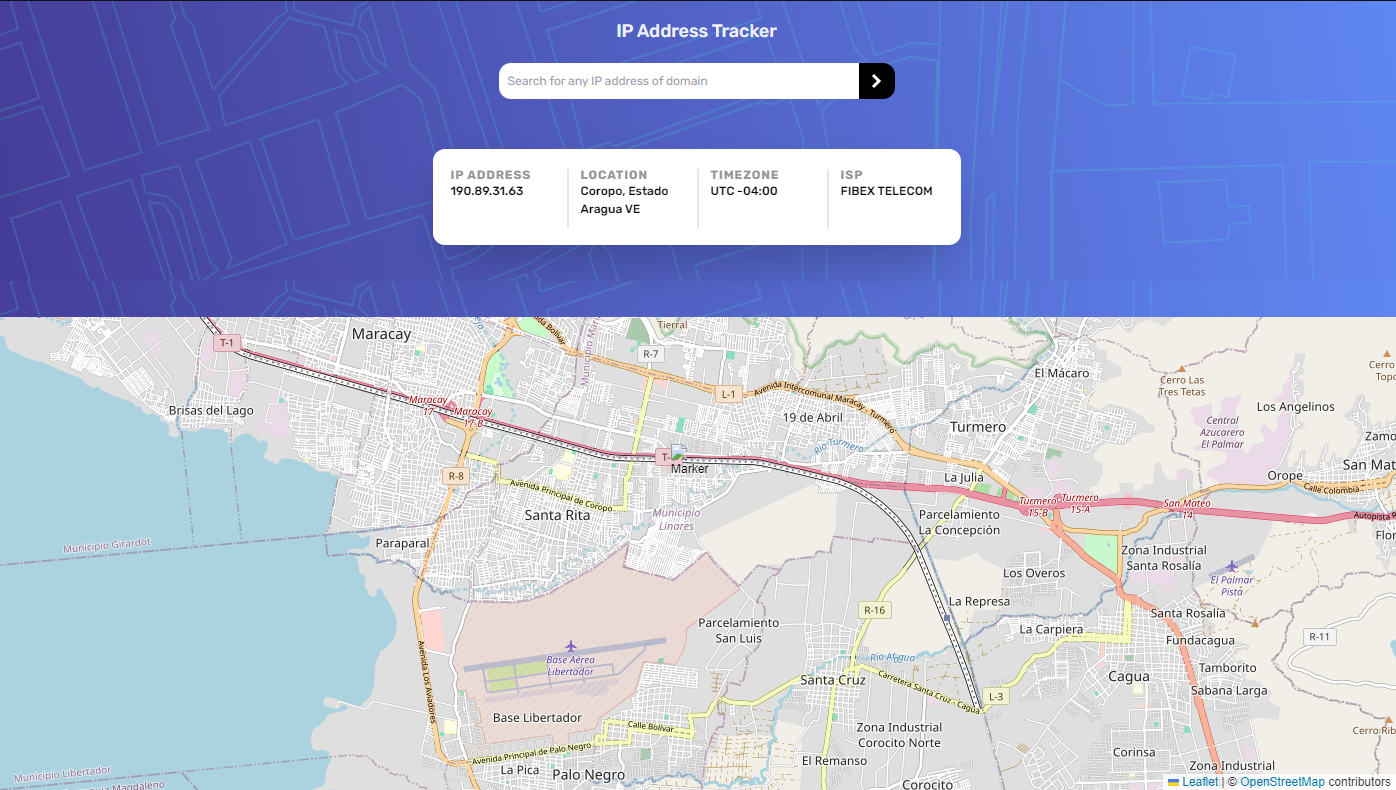 IP Address Tracker
Search for any IP address of domain
IP ADDRESS
190.89.31.63
LOCATION
Coropo, Estado
Aragua VE
TIMEZONE
UTC -04:00
ISP
FIBEX TELECOM
T-1
Maracay
Tierral
R-7
L-1
Avenida Intercomunal Maracay - Turmero
El Mácaro
Cerro Las
Tres Tetas
Cerro
Brisas del Lago
Maracay
17
Maracay
17-B
19 de Abril
Turmero
Los Angelinos
Central
Azucarero
El Palmar
Río Turmero
Marker
R-8
Avenida Principal de Coropo
Santa Rita
Municipio
Linares
La Julia
Orope
San Mat
Calle Colombia
Turmero
15-B
Turmero
15-A
San Mateo
14
Parcelamiento
La Concepción
Municipio Girardot
Paraparal
Zona Industrial
Santa Rosalía
Los Overos
El Palmar
Pista
La Represa
R-16
Santa Rosalía
La Carpiera
Fundacagua
R-11
Parcelamiento
San Luis
Avenida Los Aviadores
Base Aérea
Libertador
Río Aragua
Santa Cruz
Carretera Santa Cruz - Cagua
L-3
Tamborito
Cagua
Sabana Larga
Base Libertador
Calle Bolívar
Zona Industrial
Corocito Norte
Avenida Principal de Palo Negro
Corinsa
El Remanso
La Pica
Palo Negro
Zona Industrial
Municipio Libertador
Corocito
Leaflet | © OpenStreetMap contributors